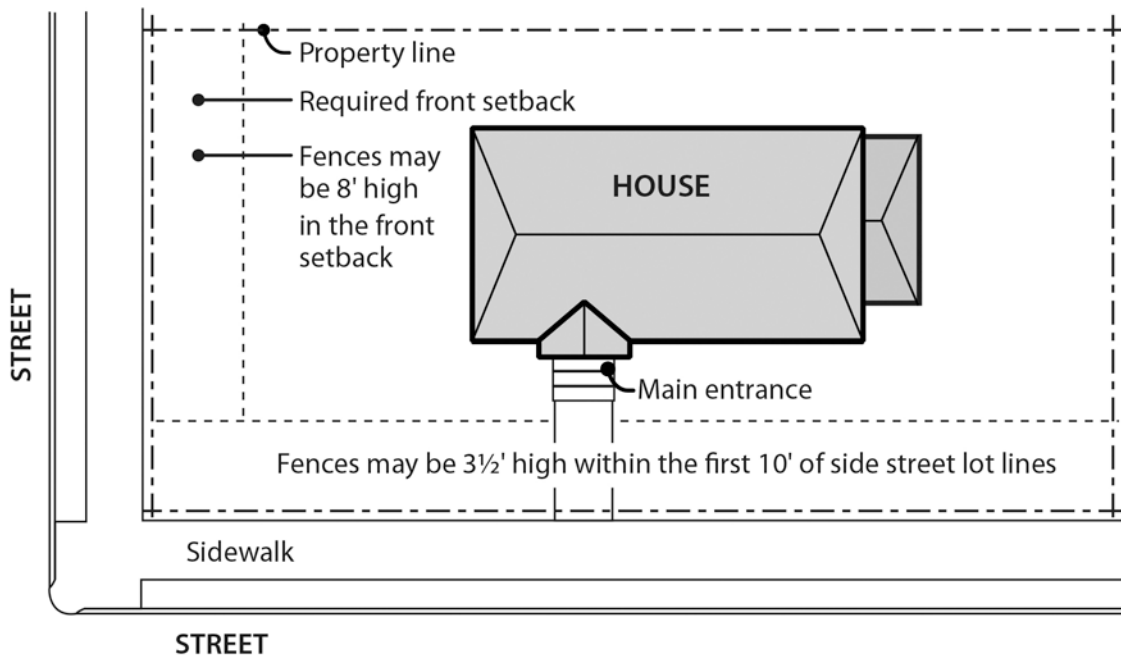 Property line
Required front setback
Fences may
be 8' high
in the front
setback
HOUSE
STREET
Main entrance
Fences may be 3½' high within the first 10' of side street lot lines
Sidewalk
STREET